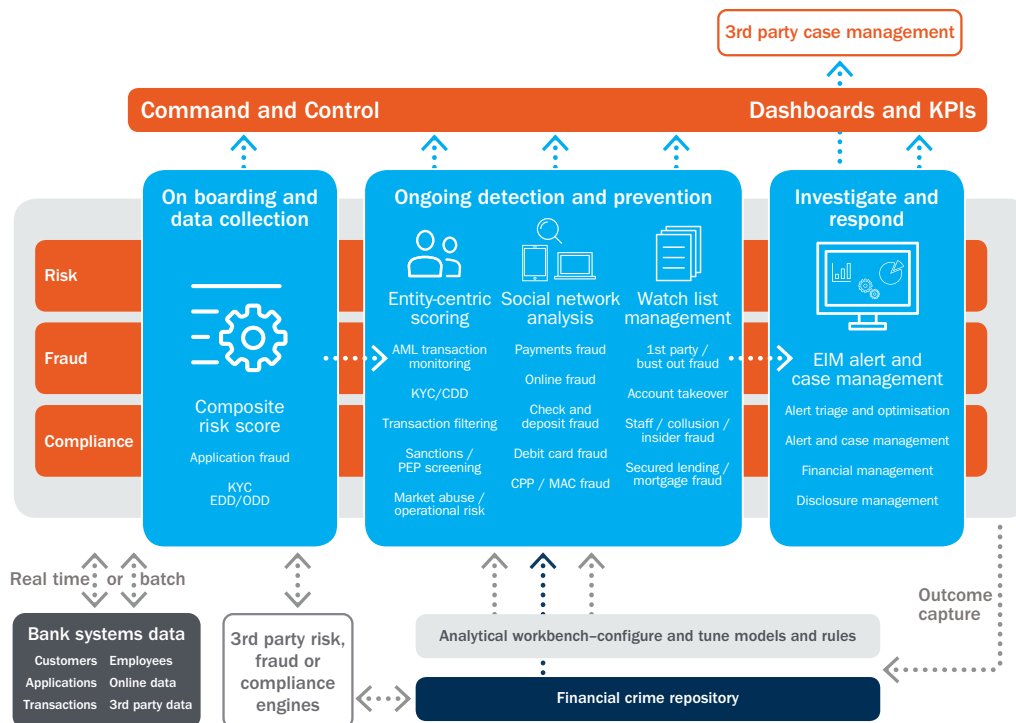 3rd party case management
Command and Control
Dashboards and KPIs
On boarding and
data collection
Ongoing detection and prevention
Investigate and
respond
Risk
Fraud
Compliance
Composite
risk score
Application fraud
KYC
EDD/ODD
Entity-centric
scoring
AML transaction
monitoring
KYC/CDD
Transaction filtering
Sanctions /
PEP screening
Market abuse /
operational risk
Social network
analysis
Payments fraud
Online fraud
Check and
deposit fraud
Debit card fraud
CPP / MAC fraud
Watch list
management
1st party /
bust out fraud
Account takeover
Staff / collusion /
insider fraud
Secured lending /
mortgage fraud
EIM alert and
case management
Alert triage and optimisation
Alert and case management
Financial management
Disclosure management
Real time or batch
Outcome
capture
Bank systems data
Customers Employees
Applications Online data
Transactions 3rd party data
3rd party risk,
fraud or
compliance
engines
Analytical workbench–configure and tune models and rules
Financial crime repository